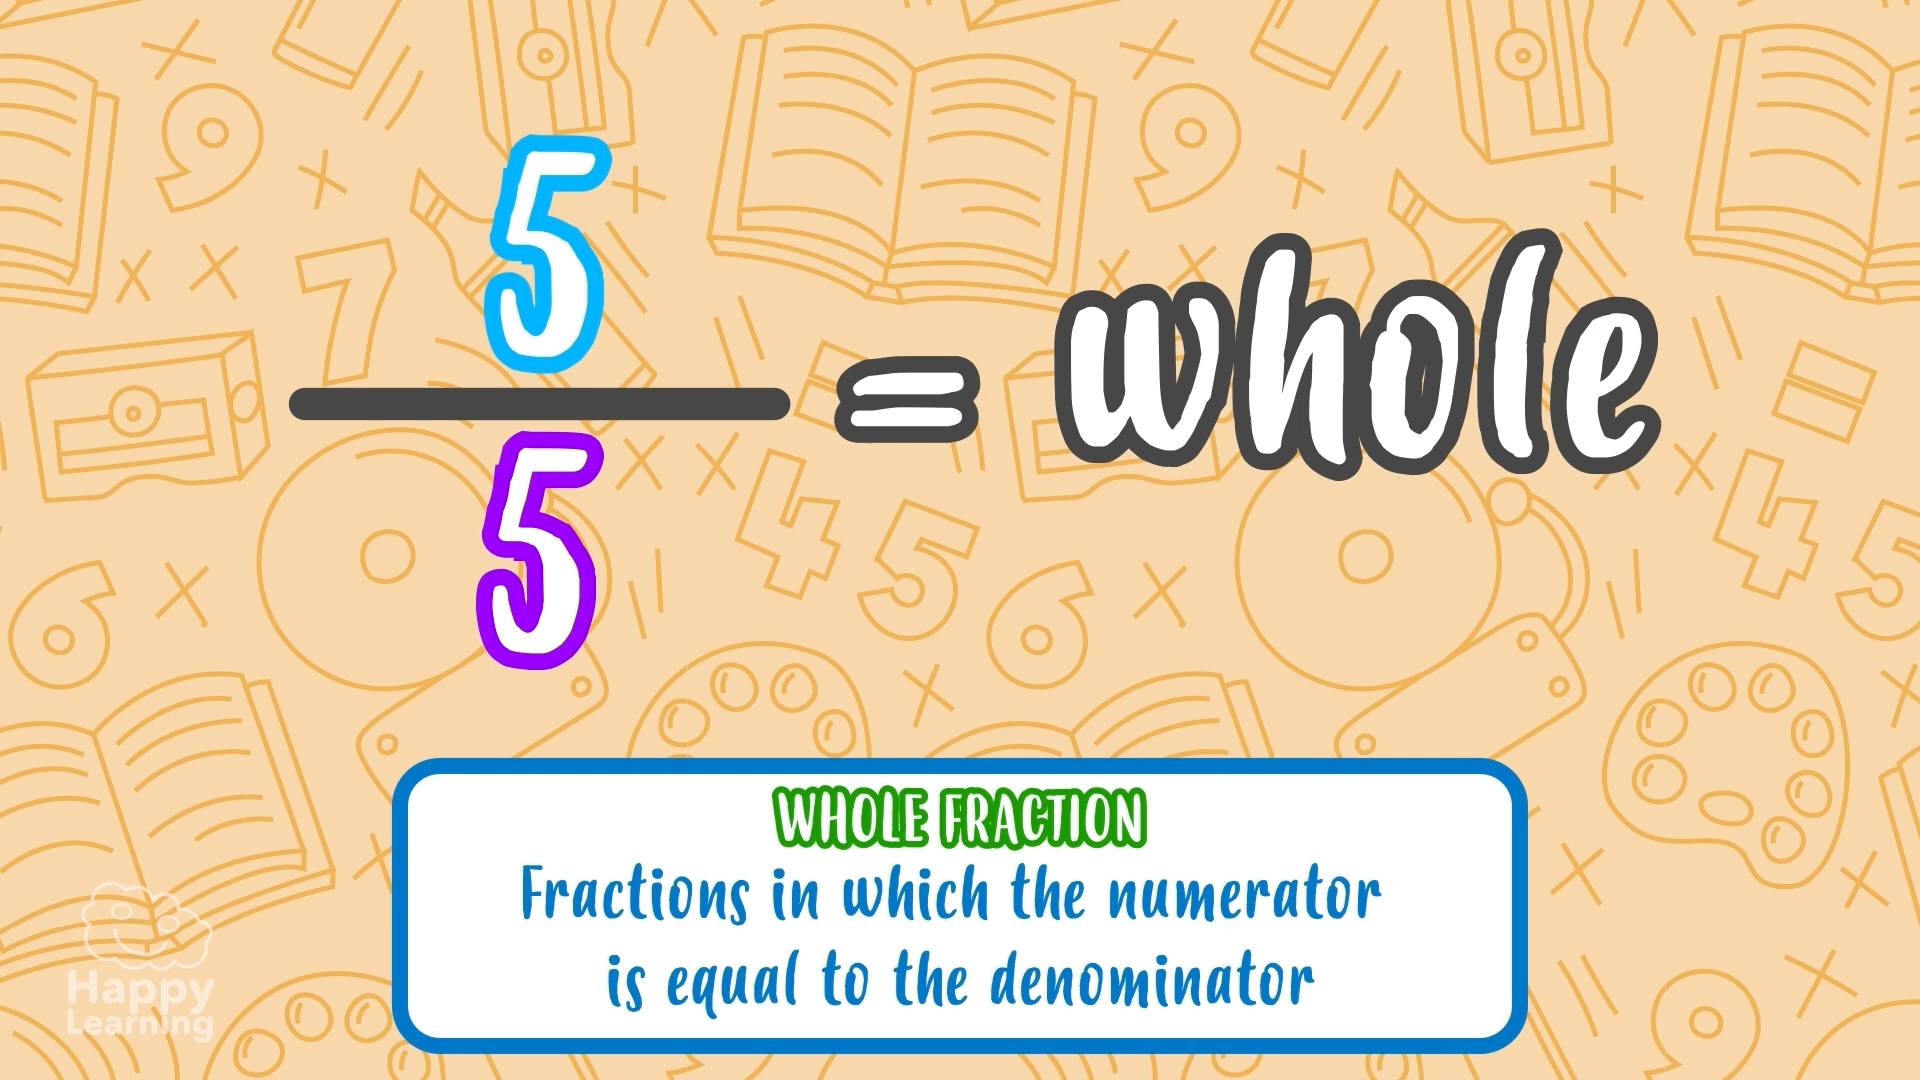 5
5
= whole
WHOLE FRACTION
Fractions in which the numerator
is equal to the denominator
Happy
Learning